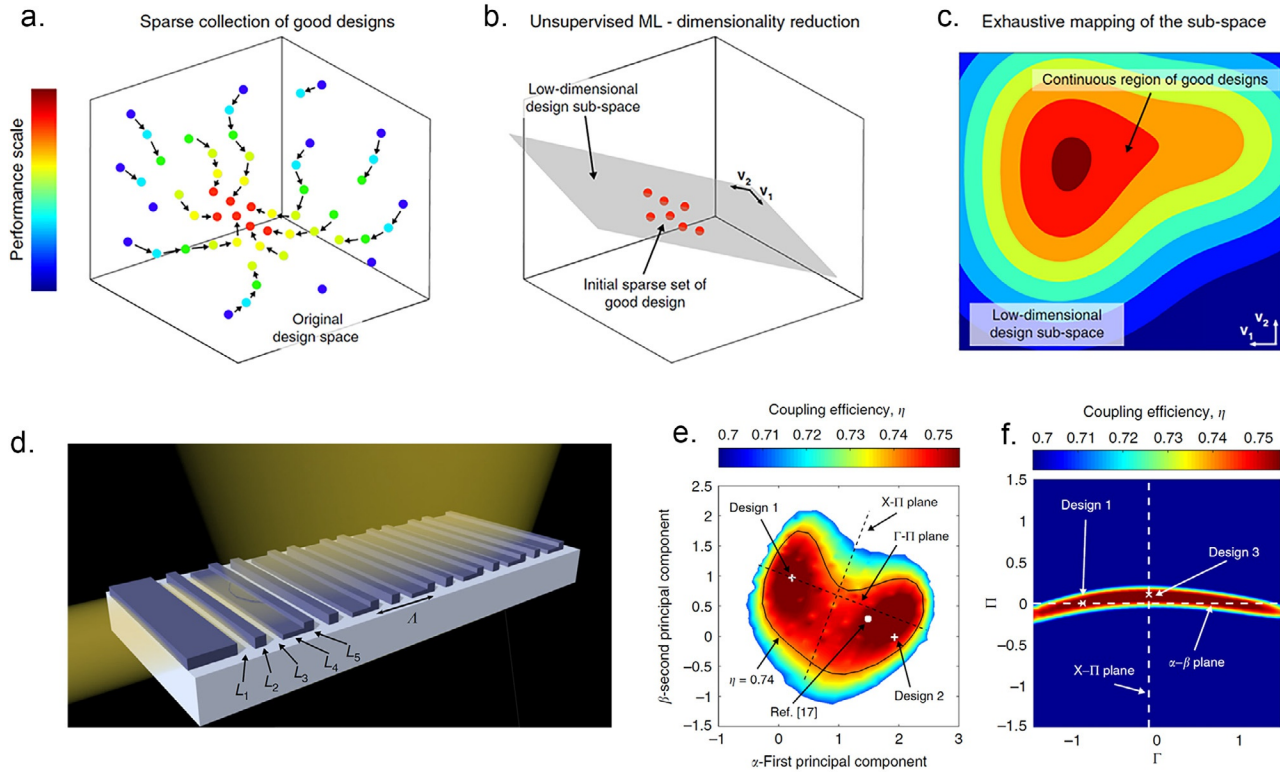 a.
Sparse collection of good designs
Performance scale
Original
design space
b.
Unsupervised ML - dimensionality reduction
Low-dimensional
design sub-space
V2
V1
Initial sparse set of
good design
c.
Exhaustive mapping of the sub-space
Continuous region of good designs
Low-dimensional
design sub-space
V2
V1
d.
Λ
L1
L2
L3
L4
L5
e.
Coupling efficiency, η
0.7 0.71 0.72 0.73 0.74 0.75
β-second principal component
2.5
2
1.5
1
0.5
0
−0.5
−1
−1.5
Design 1
X-Π plane
Γ-Π plane
η = 0.74
Ref. [17]
Design 2
−1 0 1 2 3
α-First principal component
f.
Coupling efficiency, η
0.7 0.71 0.72 0.73 0.74 0.75
Π
1.5
1
0.5
0
−0.5
−1
−1.5
Design 1
Design 3
α-β plane
X-Π plane
−1 0 1
Γ